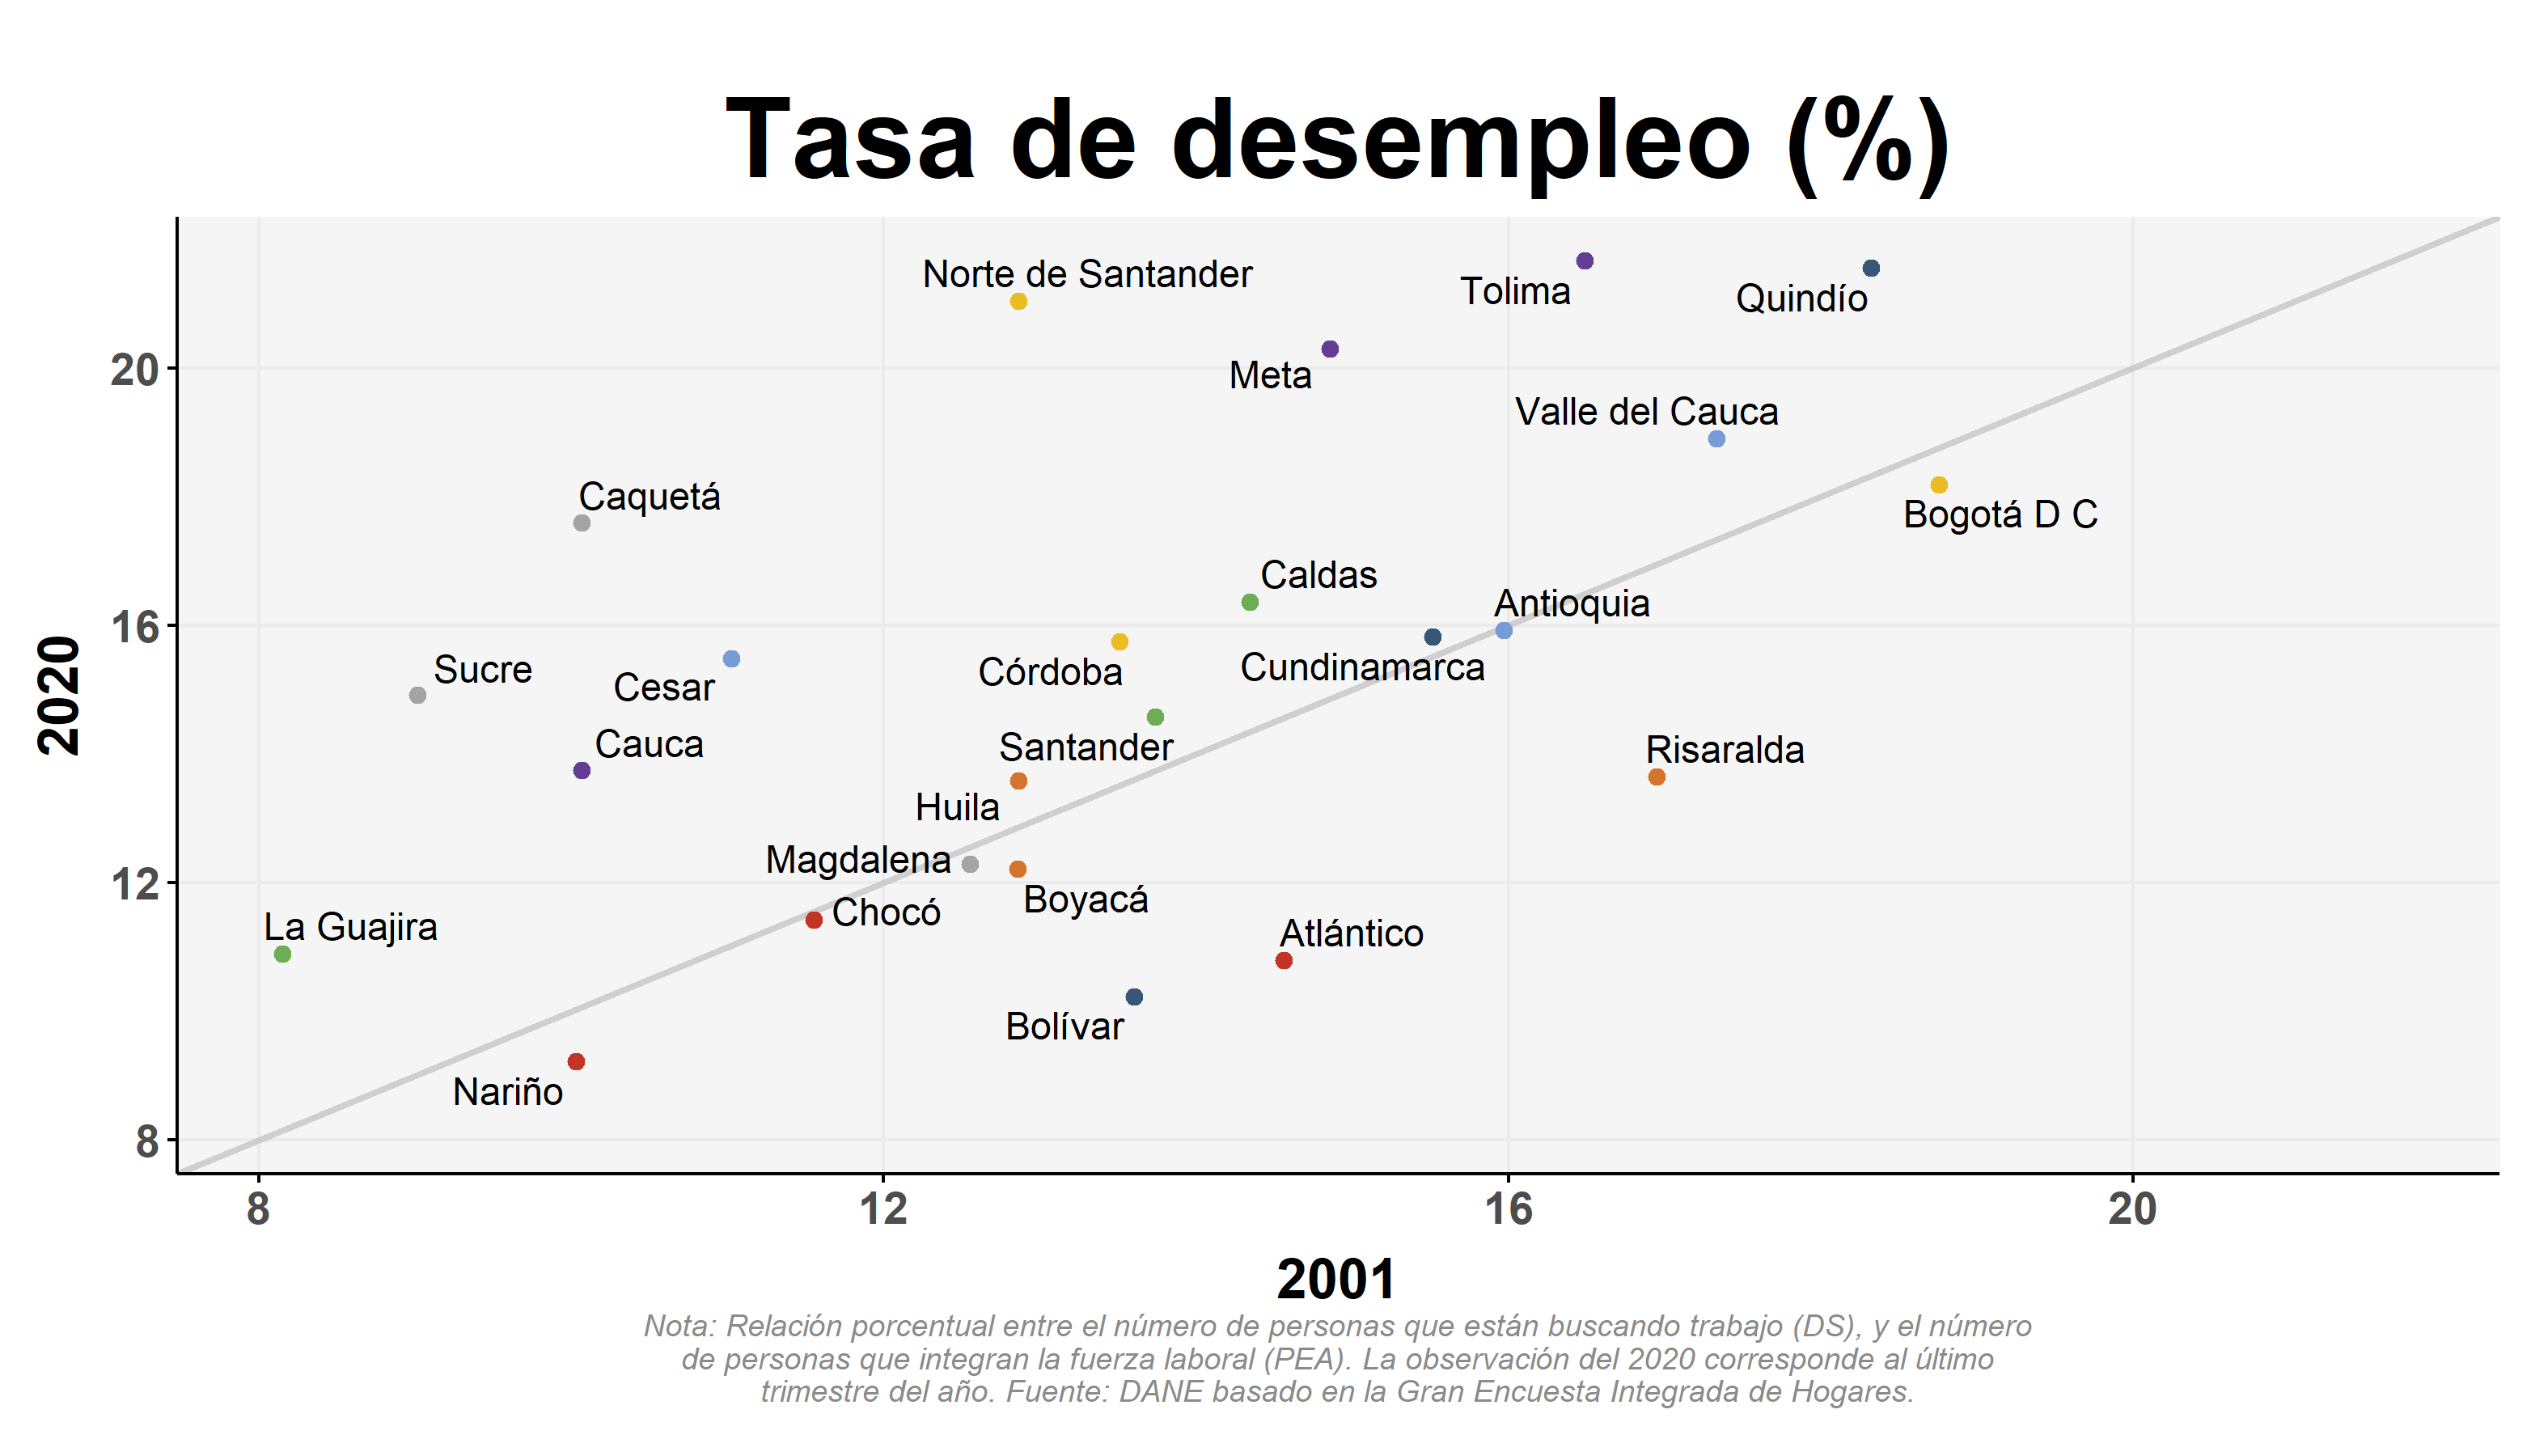 Tasa de desempleo (%)
Norte de Santander
Tolima
Quindío
20
Meta
Valle del Cauca
Caquetá
Bogotá D C
Caldas
16
Antioquia
Sucre
Cesar
Córdoba
Cundinamarca
2020
Cauca
Santander
Risaralda
Huila
Magdalena
12
Boyacá
Chocó
La Guajira
Atlántico
Bolívar
Nariño
8
8 12 16 20
2001
Nota: Relación porcentual entre el número de personas que están buscando trabajo (DS), y el número
de personas que integran la fuerza laboral (PEA). La observación del 2020 corresponde al último
trimestre del año. Fuente: DANE basado en la Gran Encuesta Integrada de Hogares.